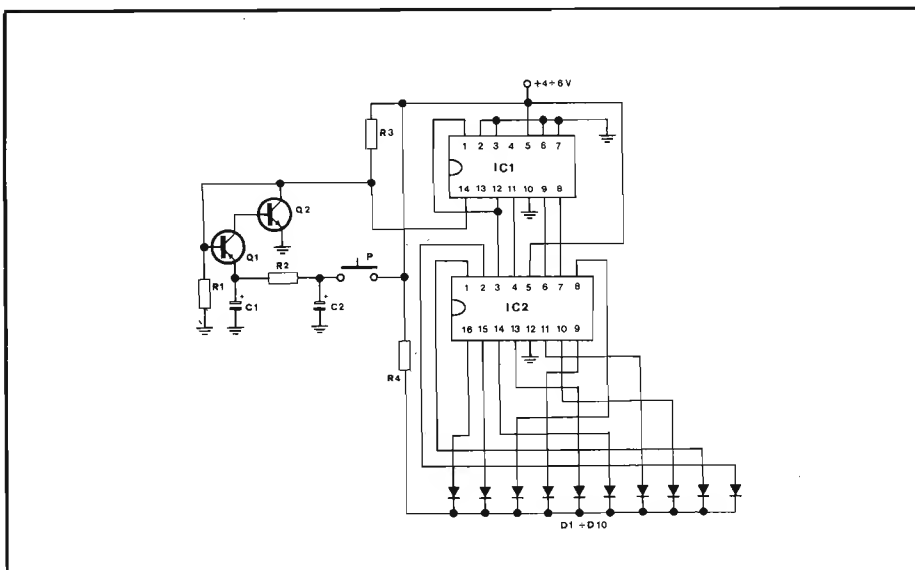 +4÷6V
R3
1 2 3 4 5 6 7
IC1
14 13 12 11 10 9 8
Q2
Q1
R2
P
R1
C1
+
C2
+
1 2 3 4 5 6 7 8
IC2
16 15 14 13 12 11 10 9
R4
D1÷D10